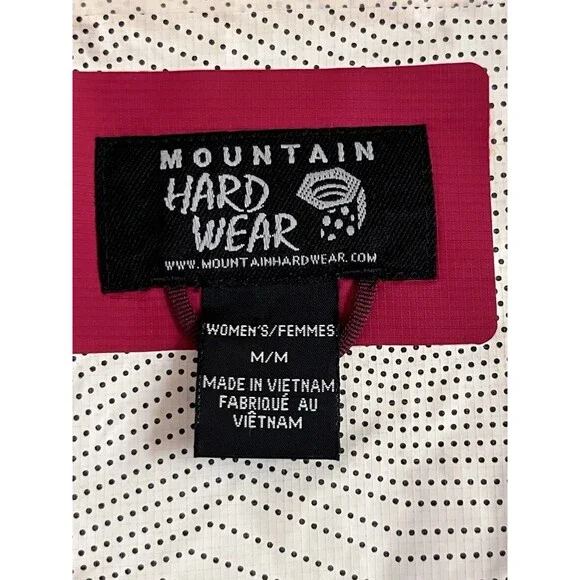 MOUNTAIN
HARD
WEAR
WWW.MOUNTAINHARDWEAR.COM
WOMEN'S/FEMMES
M/M
MADE IN VIETNAM
FABRIQUÉ AU
VIÊTNAM